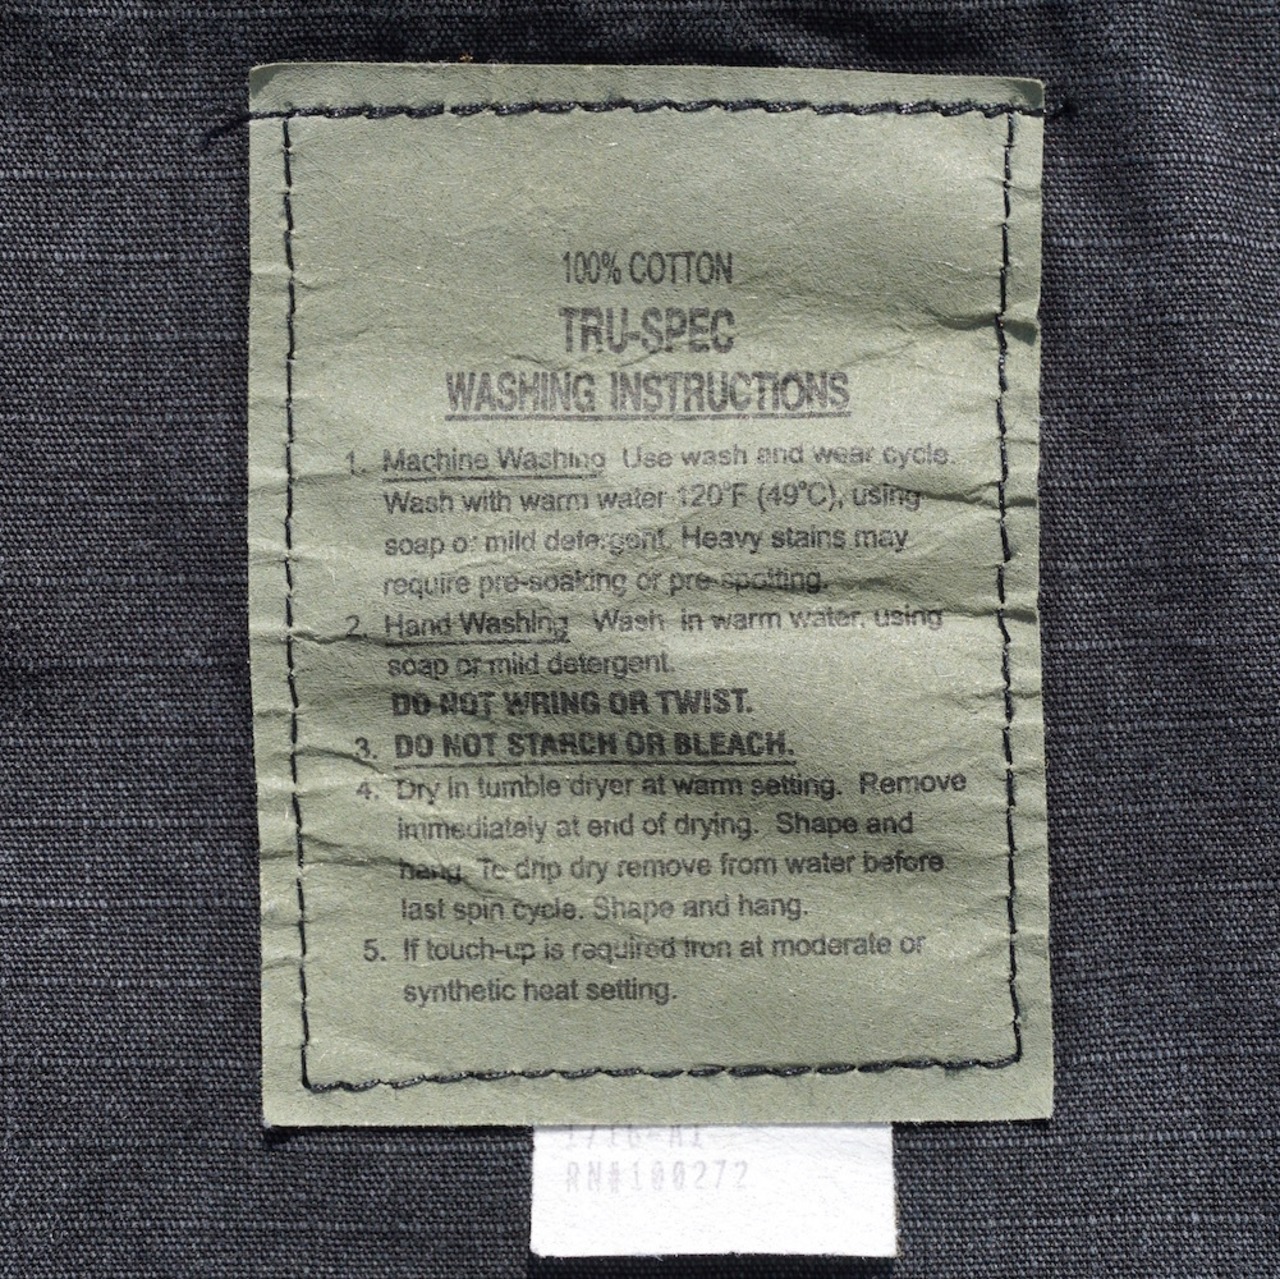 100% COTTON
TRU-SPEC
WASHING INSTRUCTIONS
1. Machine Washing Use wash and wear cycle.
Wash with warm water 120°F (49°C), using
soap or mild detergent. Heavy stains may
require pre-soaking or pre-spotting.
2. Hand Washing Wash in warm water, using
soap or mild detergent.
DO NOT WRING OR TWIST.
3. DO NOT STARCH OR BLEACH.
4. Dry in tumble dryer at warm setting. Remove
immediately at end of drying. Shape and
hang. To drip dry remove from water before
last spin cycle. Shape and hang.
5. If touch-up is required iron at moderate or
synthetic heat setting.
RN#100272